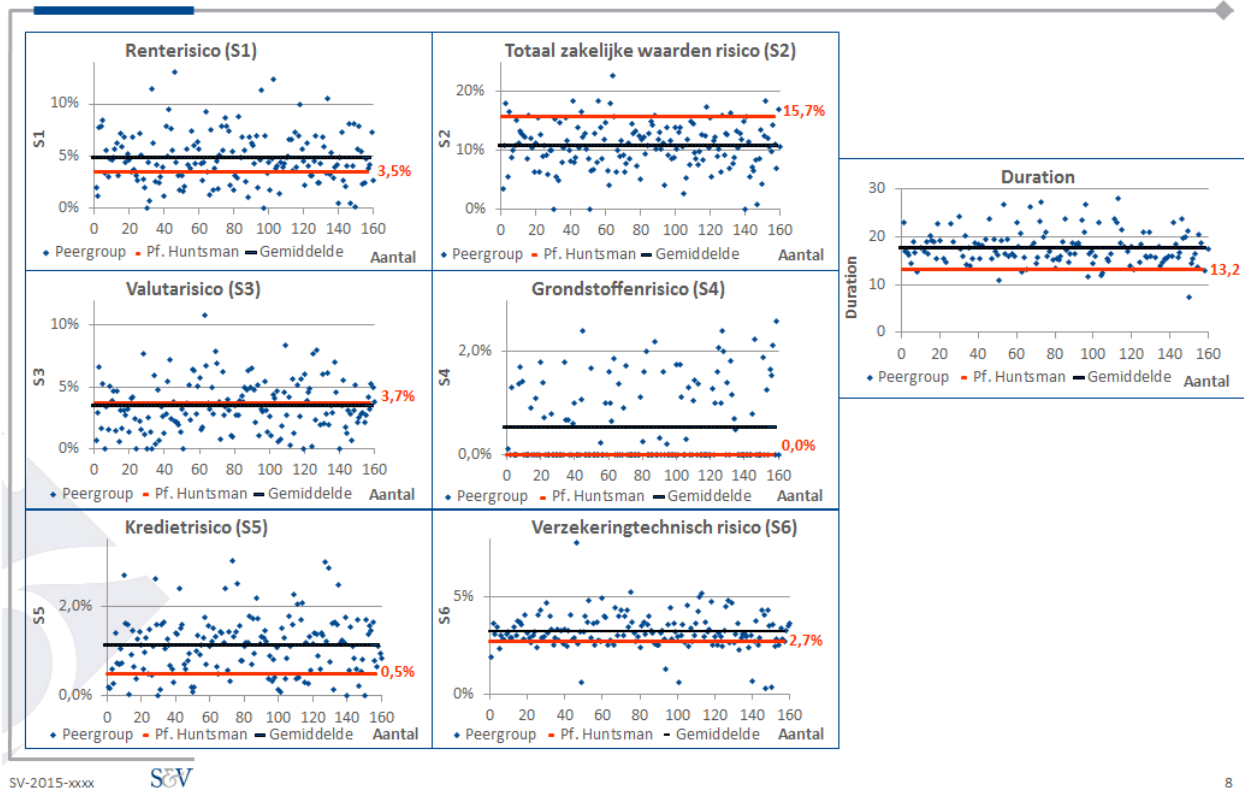 Renterisico (S1)
10%
5%
0%
S1
3,5%
0 20 40 60 80 100 120 140 160
Peergroup Pf. Huntsman Gemiddelde Aantal
Totaal zakelijke waarden risico (S2)
20%
10%
0%
S2
15,7%
0 20 40 60 80 100 120 140 160
Peergroup Pf. Huntsman Gemiddelde Aantal
Valutarisico (S3)
10%
5%
0%
S3
3,7%
0 20 40 60 80 100 120 140 160
Peergroup Pf. Huntsman Gemiddelde Aantal
Grondstoffenrisico (S4)
2,0%
0,0%
S4
0,0%
0 20 40 60 80 100 120 140 160
Peergroup Pf. Huntsman Gemiddelde Aantal
Kredietrisico (S5)
2,0%
0,0%
S5
0,5%
0 20 40 60 80 100 120 140 160
Peergroup Pf. Huntsman Gemiddelde Aantal
Verzekeringtechnisch risico (S6)
5%
0%
S6
2,7%
0 20 40 60 80 100 120 140 160
Peergroup Pf. Huntsman Gemiddelde Aantal
Duration
30
20
10
0
Duration
13,2
0 20 40 60 80 100 120 140 160
Peergroup Pf. Huntsman Gemiddelde Aantal
SV-2015-xxxx
S&V
8